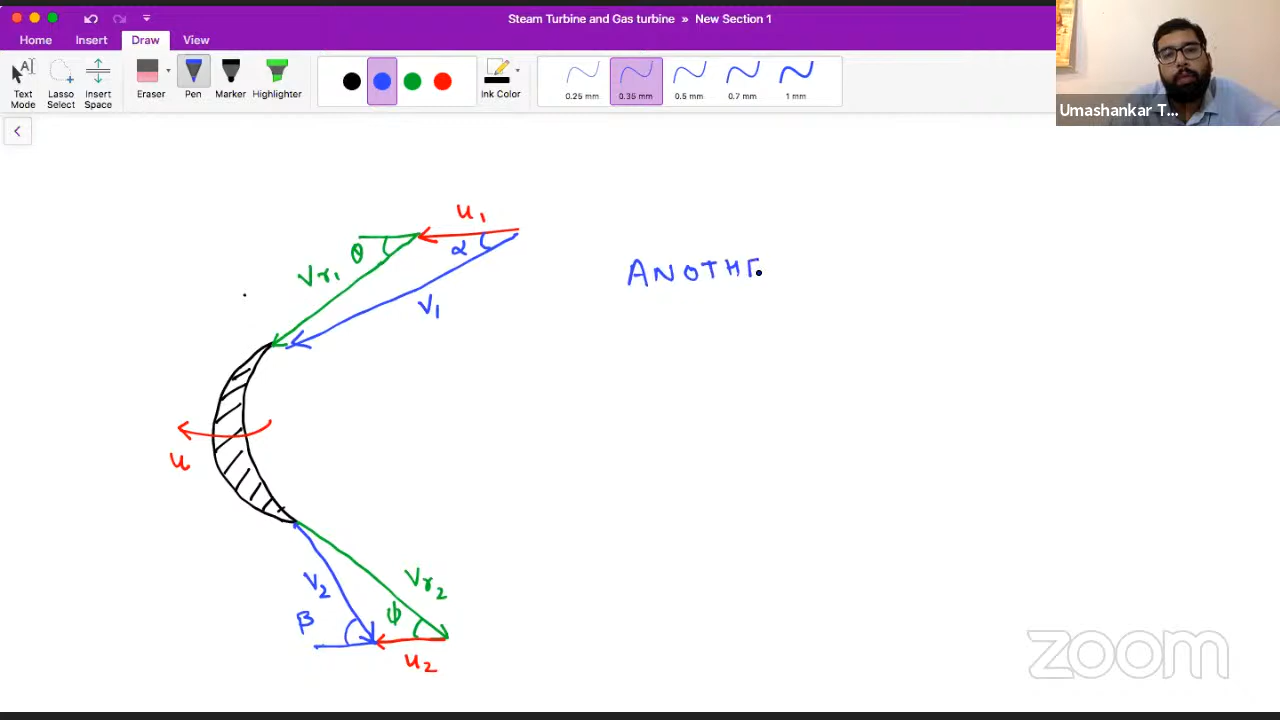 Steam Turbine and Gas turbine » New Section 1
Home Insert Draw View
Text Mode
Lasso Select
Insert Space
Eraser
Pen
Marker
Highlighter
Ink Color
0.25 mm
0.35 mm
0.5 mm
0.7 mm
1 mm
Umashankar T...
u1
θ
α
Vr1
V1
ANOTHE
u
V2
Vr2
β
φ
u2
zoom